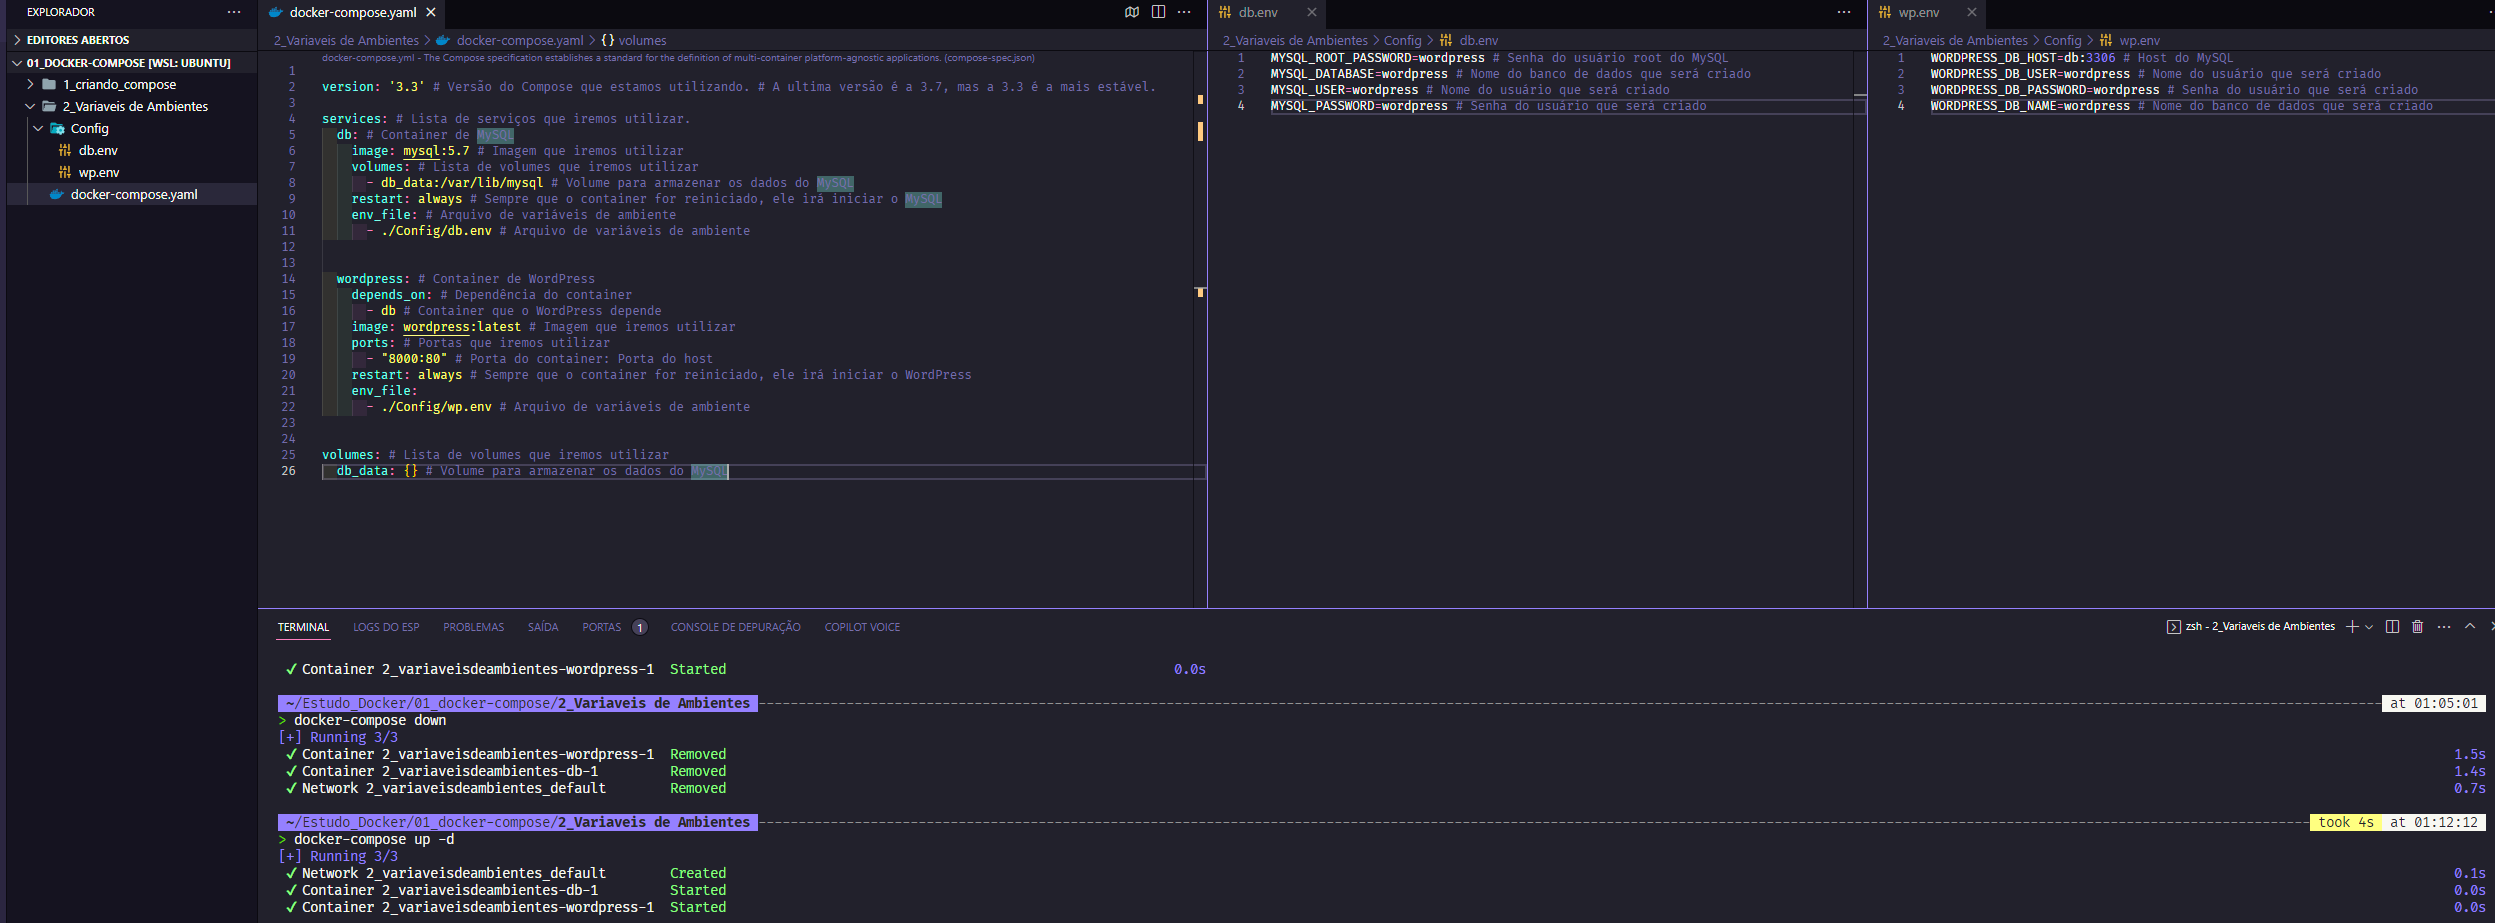 EXPLORADOR
EDITORES ABERTOS
01_DOCKER-COMPOSE [WSL: UBUNTU]
1_criando_compose
2_Variaveis de Ambientes
Config
db.env
wp.env
docker-compose.yaml
docker-compose.yaml
2_Variaveis de Ambientes > docker-compose.yaml > {} volumes
docker-compose.yml - The Compose specification establishes a standard for the definition of multi-container platform-agnostic applications. (compose-spec.json)
1
2 version: '3.3' # Versão do Compose que estamos utilizando. # A ultima versão é a 3.7, mas a 3.3 é a mais estável.
3
4 services: # Lista de serviços que iremos utilizar.
5 db: # Container de MySQL
6 image: mysql:5.7 # Imagem que iremos utilizar
7 volumes: # Lista de volumes que iremos utilizar
8 - db_data:/var/lib/mysql # Volume para armazenar os dados do MySQL
9 restart: always # Sempre que o container for reiniciado, ele irá iniciar o MySQL
10 env_file: # Arquivo de variáveis de ambiente
11 - ./Config/db.env # Arquivo de variáveis de ambiente
12
13
14 wordpress: # Container de WordPress
15 depends_on: # Dependência do container
16 - db # Container que o WordPress depende
17 image: wordpress:latest # Imagem que iremos utilizar
18 ports: # Portas que iremos utilizar
19 - "8000:80" # Porta do container: Porta do host
20 restart: always # Sempre que o container for reiniciado, ele irá iniciar o WordPress
21 env_file:
22 - ./Config/wp.env # Arquivo de variáveis de ambiente
23
24
25 volumes: # Lista de volumes que iremos utilizar
26 db_data: {} # Volume para armazenar os dados do MySQL
db.env
2_Variaveis de Ambientes > Config > db.env
1 MYSQL_ROOT_PASSWORD=wordpress # Senha do usuário root do MySQL
2 MYSQL_DATABASE=wordpress # Nome do banco de dados que será criado
3 MYSQL_USER=wordpress # Nome do usuário que será criado
4 MYSQL_PASSWORD=wordpress # Senha do usuário que será criado
wp.env
2_Variaveis de Ambientes > Config > wp.env
1 WORDPRESS_DB_HOST=db:3306 # Host do MySQL
2 WORDPRESS_DB_USER=wordpress # Nome do usuário que será criado
3 WORDPRESS_DB_PASSWORD=wordpress # Senha do usuário que será criado
4 WORDPRESS_DB_NAME=wordpress # Nome do banco de dados que será criado
TERMINAL LOGS DO ESP PROBLEMAS SAÍDA PORTAS 1 CONSOLE DE DEPURAÇÃO COPILOT VOICE
zsh - 2_Variaveis de Ambientes
✓ Container 2_variaveisdeambientes-wordpress-1 Started 0.0s
~/Estudo_Docker/01_docker-compose/2_Variaveis de Ambientes at 01:05:01
> docker-compose down
[+] Running 3/3
✓ Container 2_variaveisdeambientes-wordpress-1 Removed 1.5s
✓ Container 2_variaveisdeambientes-db-1 Removed 1.4s
✓ Network 2_variaveisdeambientes_default Removed 0.7s
~/Estudo_Docker/01_docker-compose/2_Variaveis de Ambientes took 4s at 01:12:12
> docker-compose up -d
[+] Running 3/3
✓ Network 2_variaveisdeambientes_default Created 0.1s
✓ Container 2_variaveisdeambientes-db-1 Started 0.0s
✓ Container 2_variaveisdeambientes-wordpress-1 Started 0.0s